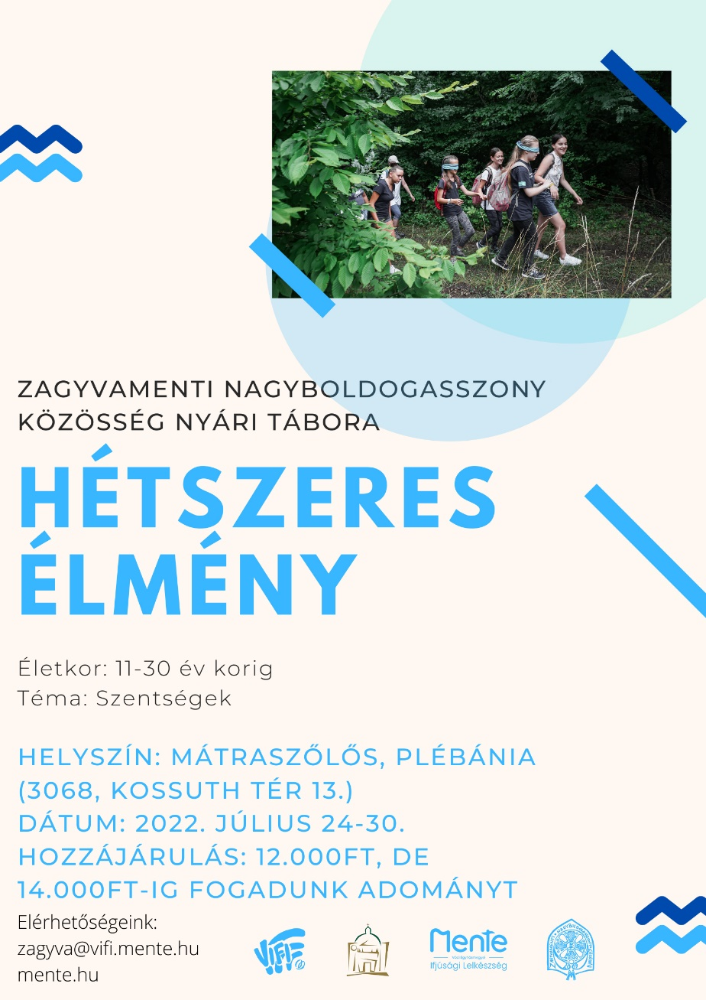 ZAGYVAMENTI NAGYBOLDOGASSZONY
KÖZÖSSÉG NYÁRI TÁBORA
HÉTSZERES
ÉLMÉNY
Életkor: 11-30 év korig
Téma: Szentségek
HELYSZÍN: MÁTRASZŐLŐS, PLÉBÁNIA
(3068, KOSSUTH TÉR 13.)
DÁTUM: 2022. JÚLIUS 24-30.
HOZZÁJÁRULÁS: 12.000FT, DE
14.000FT-IG FOGADUNK ADOMÁNYT
Elérhetőségeink:
zagyva@vifi.mente.hu
mente.hu
VIFI
Mente
Váci Egyházmegyei
Ifjúsági Lelkészség